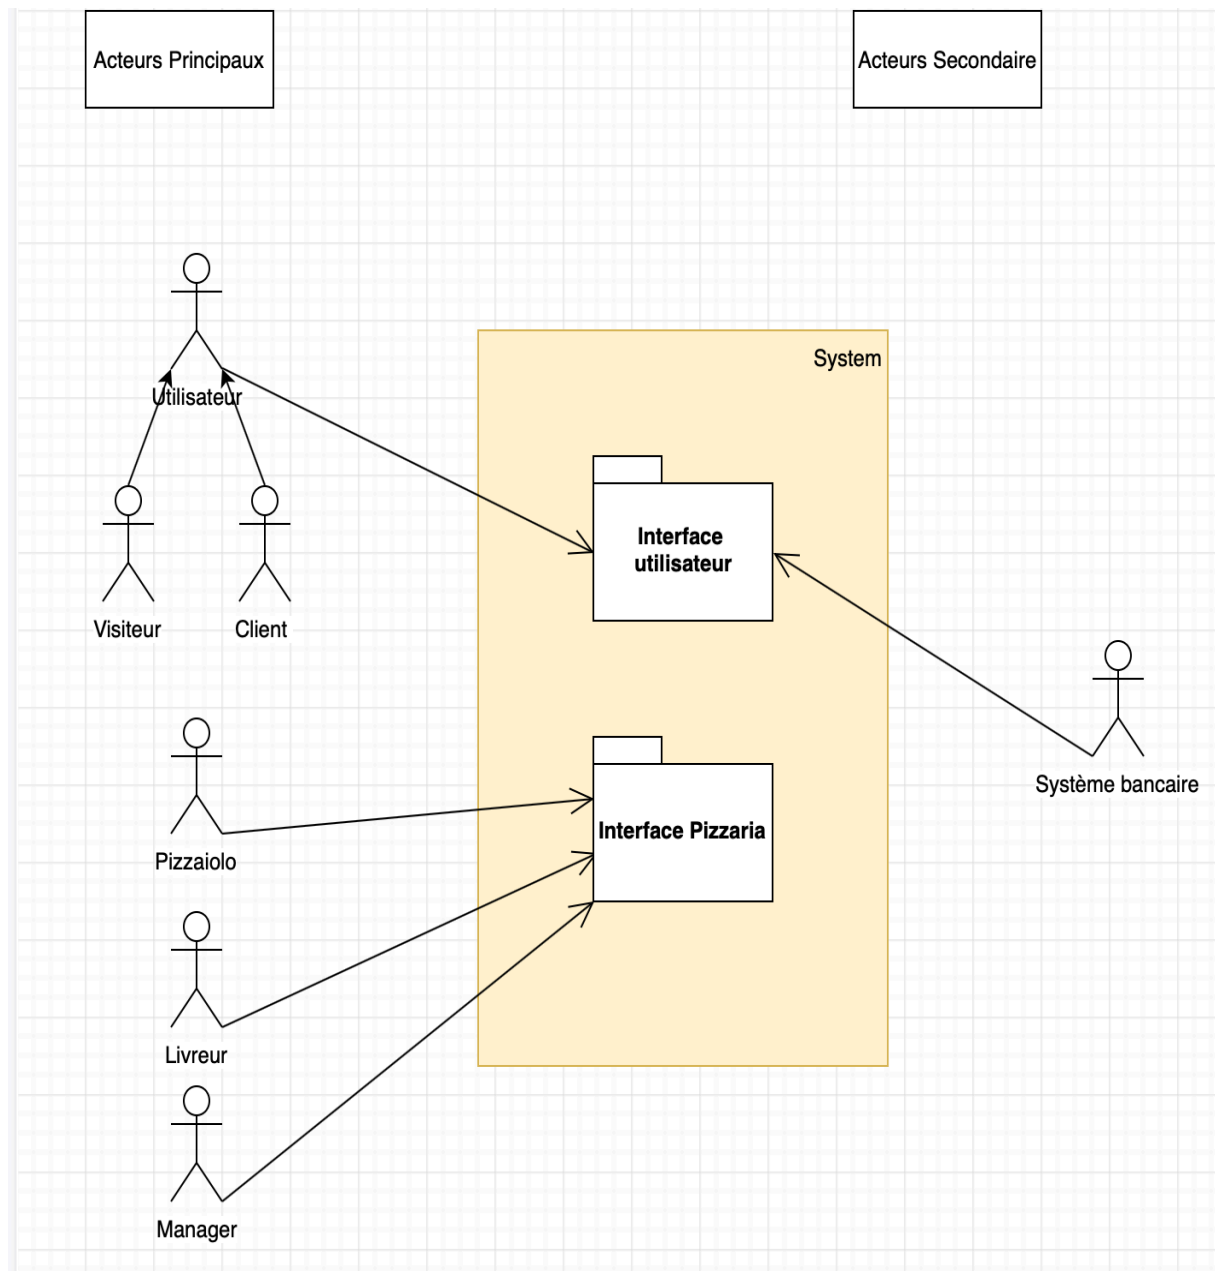 Acteurs Principaux
Acteurs Secondaire
Utilisateur
System
Interface
utilisateur
Visiteur
Client
Système bancaire
Interface Pizzaria
Pizzaiolo
Livreur
Manager